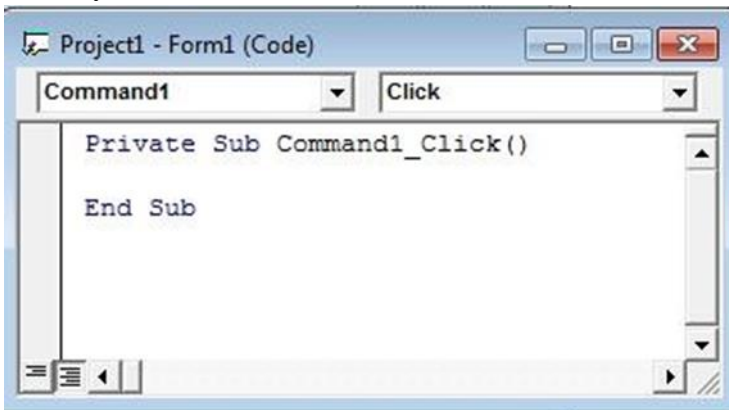 Project1 - Form1 (Code)
Command1 Click
Private Sub Command1_Click()
End Sub